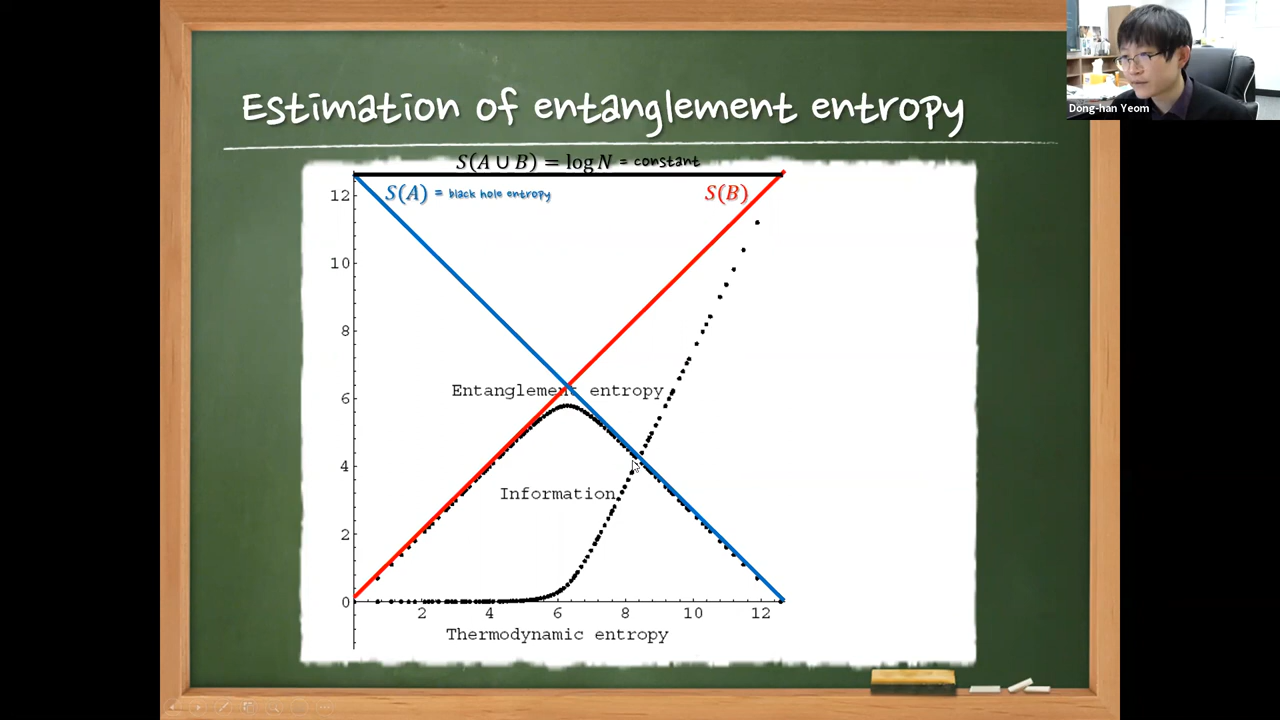 Estimation of entanglement entropy
Dong-han Yeom
S(A ∪ B) = log N = constant
S(A) = black hole entropy
S(B)
12
10
8
6
4
2
0
Entanglement entropy
Information
2 4 6 8 10 12
Thermodynamic entropy